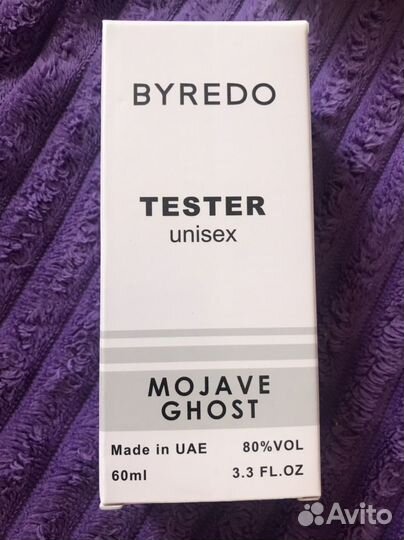 BYREDO
TESTER
unisex
MOJAVE
GHOST
Made in UAE 80%VOL
60ml 3.3 FL.OZ
Avito